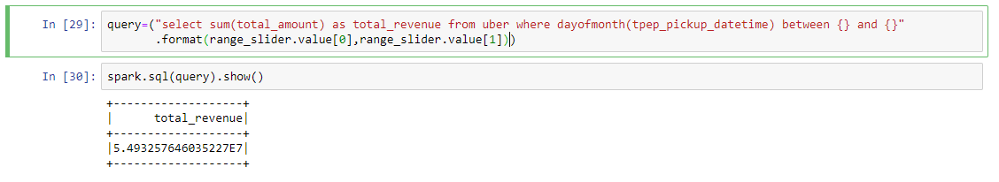 In [29]: query=("select sum(total_amount) as total_revenue from uber where dayofmonth(tpep_pickup_datetime) between {} and {}"
.format(range_slider.value[0],range_slider.value[1]))
In [30]: spark.sql(query).show()
+-------------------+
|      total_revenue|
+-------------------+
|5.493257646035227E7|
+-------------------+